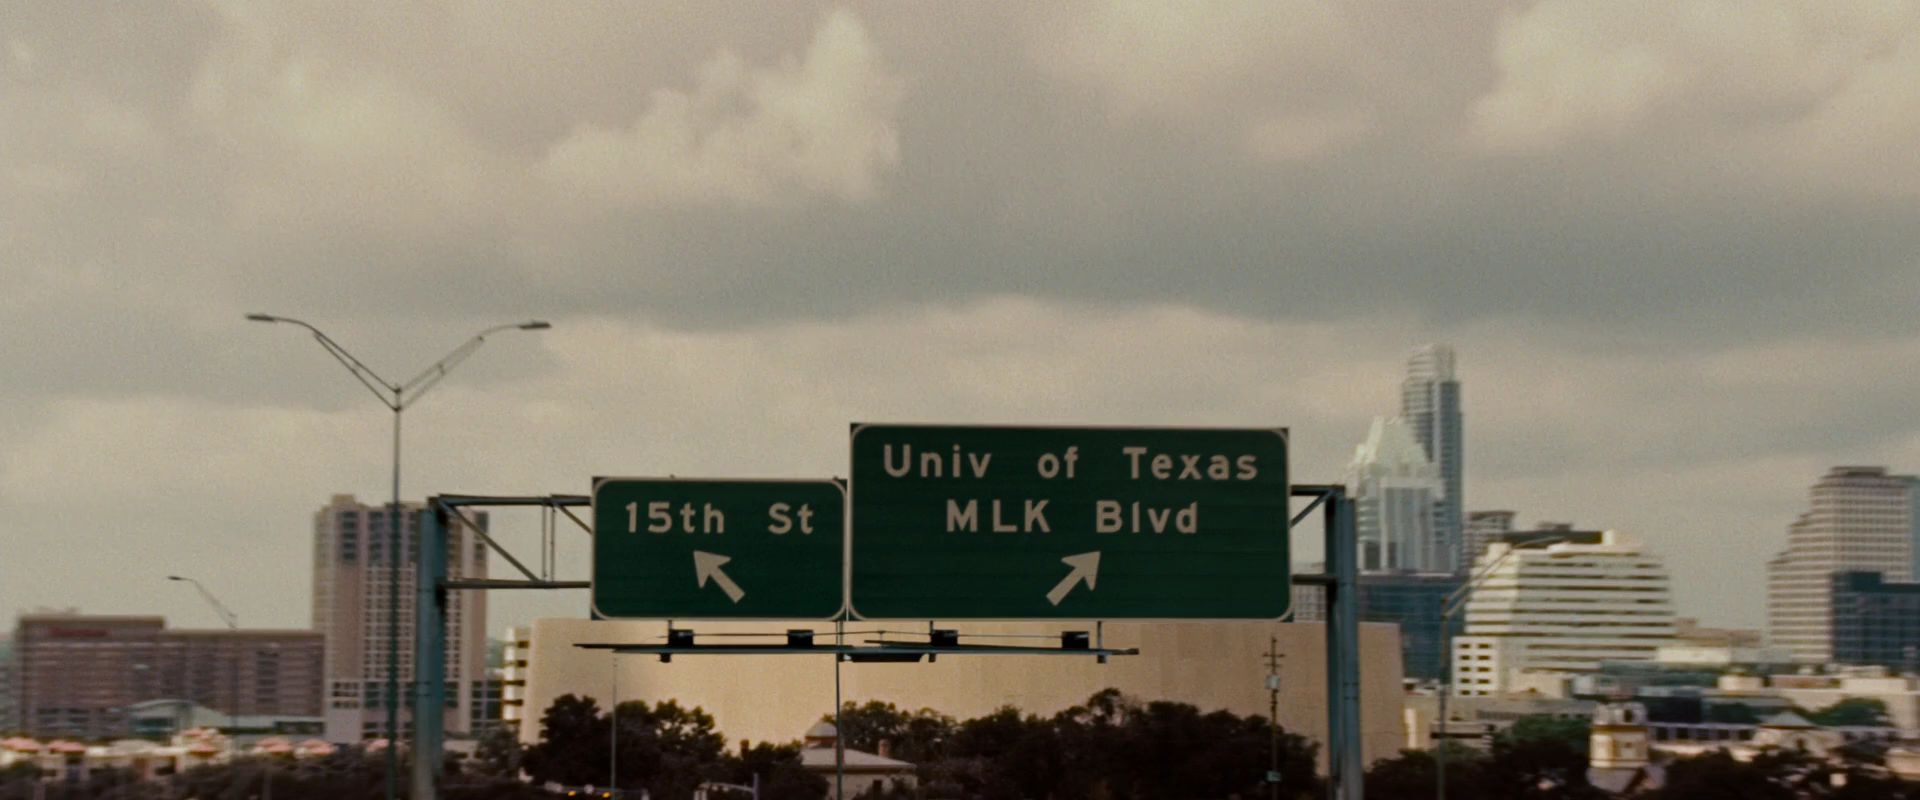 15th St
Univ of Texas
MLK Blvd